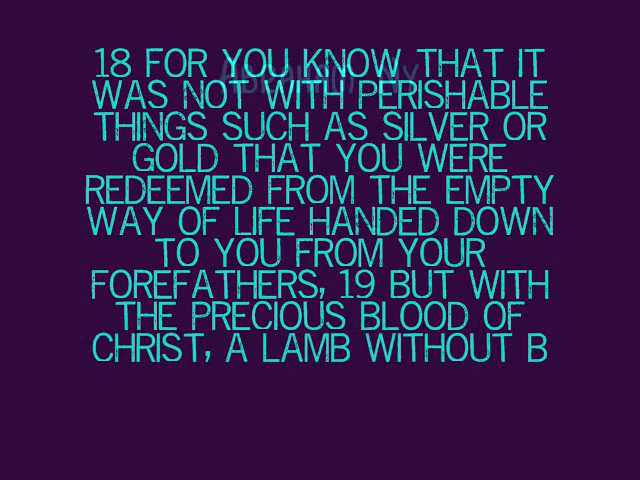 18 FOR YOU KNOW THAT IT
WAS NOT WITH PERISHABLE
THINGS SUCH AS SILVER OR
GOLD THAT YOU WERE
REDEEMED FROM THE EMPTY
WAY OF LIFE HANDED DOWN
TO YOU FROM YOUR
FOREFATHERS, 19 BUT WITH
THE PRECIOUS BLOOD OF
CHRIST, A LAMB WITHOUT B